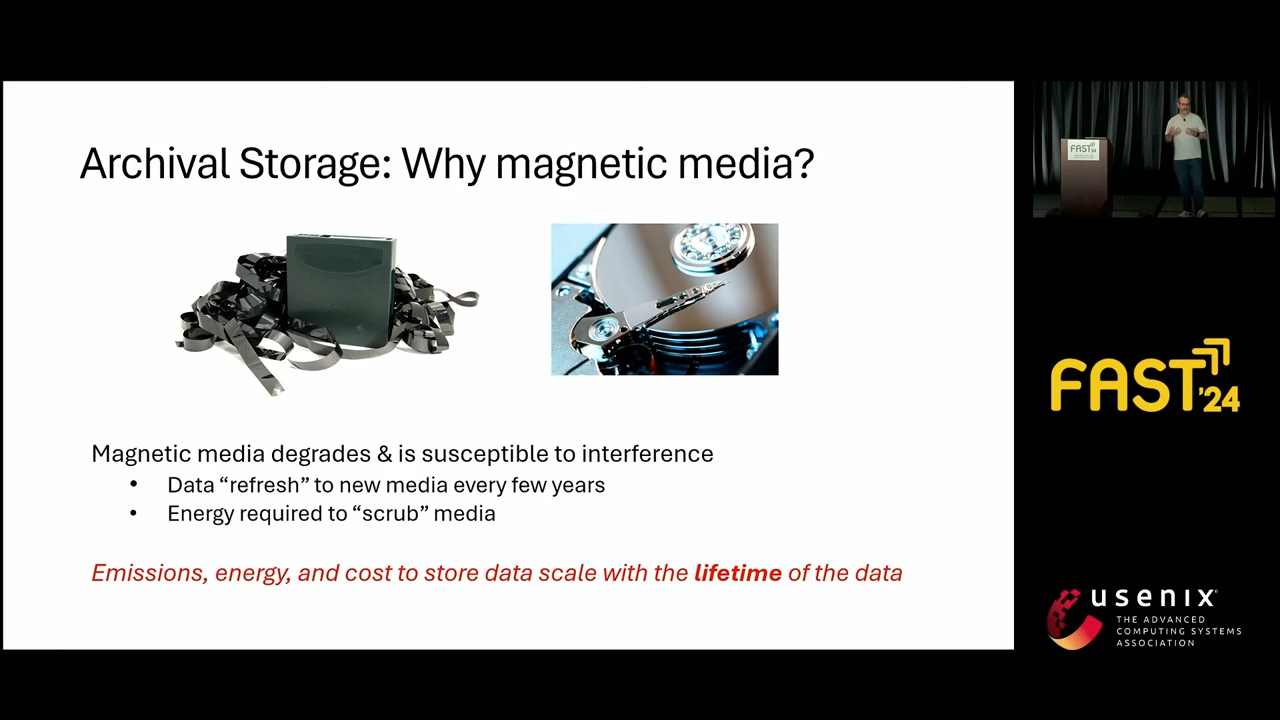 Archival Storage: Why magnetic media?
Magnetic media degrades & is susceptible to interference
• Data “refresh” to new media every few years
• Energy required to “scrub” media
Emissions, energy, and cost to store data scale with the lifetime of the data
FAST '24
FAST '24
usenix
THE ADVANCED
COMPUTING SYSTEMS
ASSOCIATION